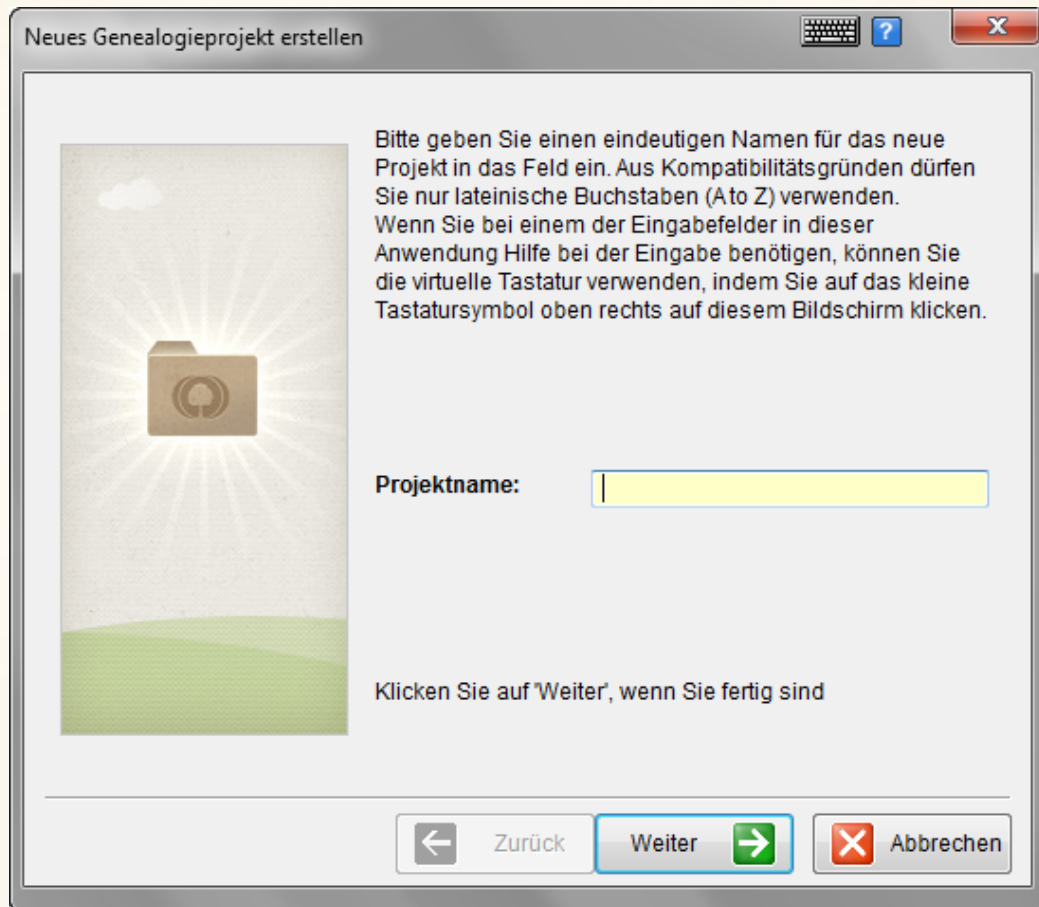 Neues Genealogieprojekt erstellen
?
X
Bitte geben Sie einen eindeutigen Namen für das neue
Projekt in das Feld ein. Aus Kompatibilitätsgründen dürfen
Sie nur lateinische Buchstaben (A to Z) verwenden.
Wenn Sie bei einem der Eingabefelder in dieser
Anwendung Hilfe bei der Eingabe benötigen, können Sie
die virtuelle Tastatur verwenden, indem Sie auf das kleine
Tastatursymbol oben rechts auf diesem Bildschirm klicken.
Projektname:
Klicken Sie auf 'Weiter', wenn Sie fertig sind
Zurück
Weiter
Abbrechen